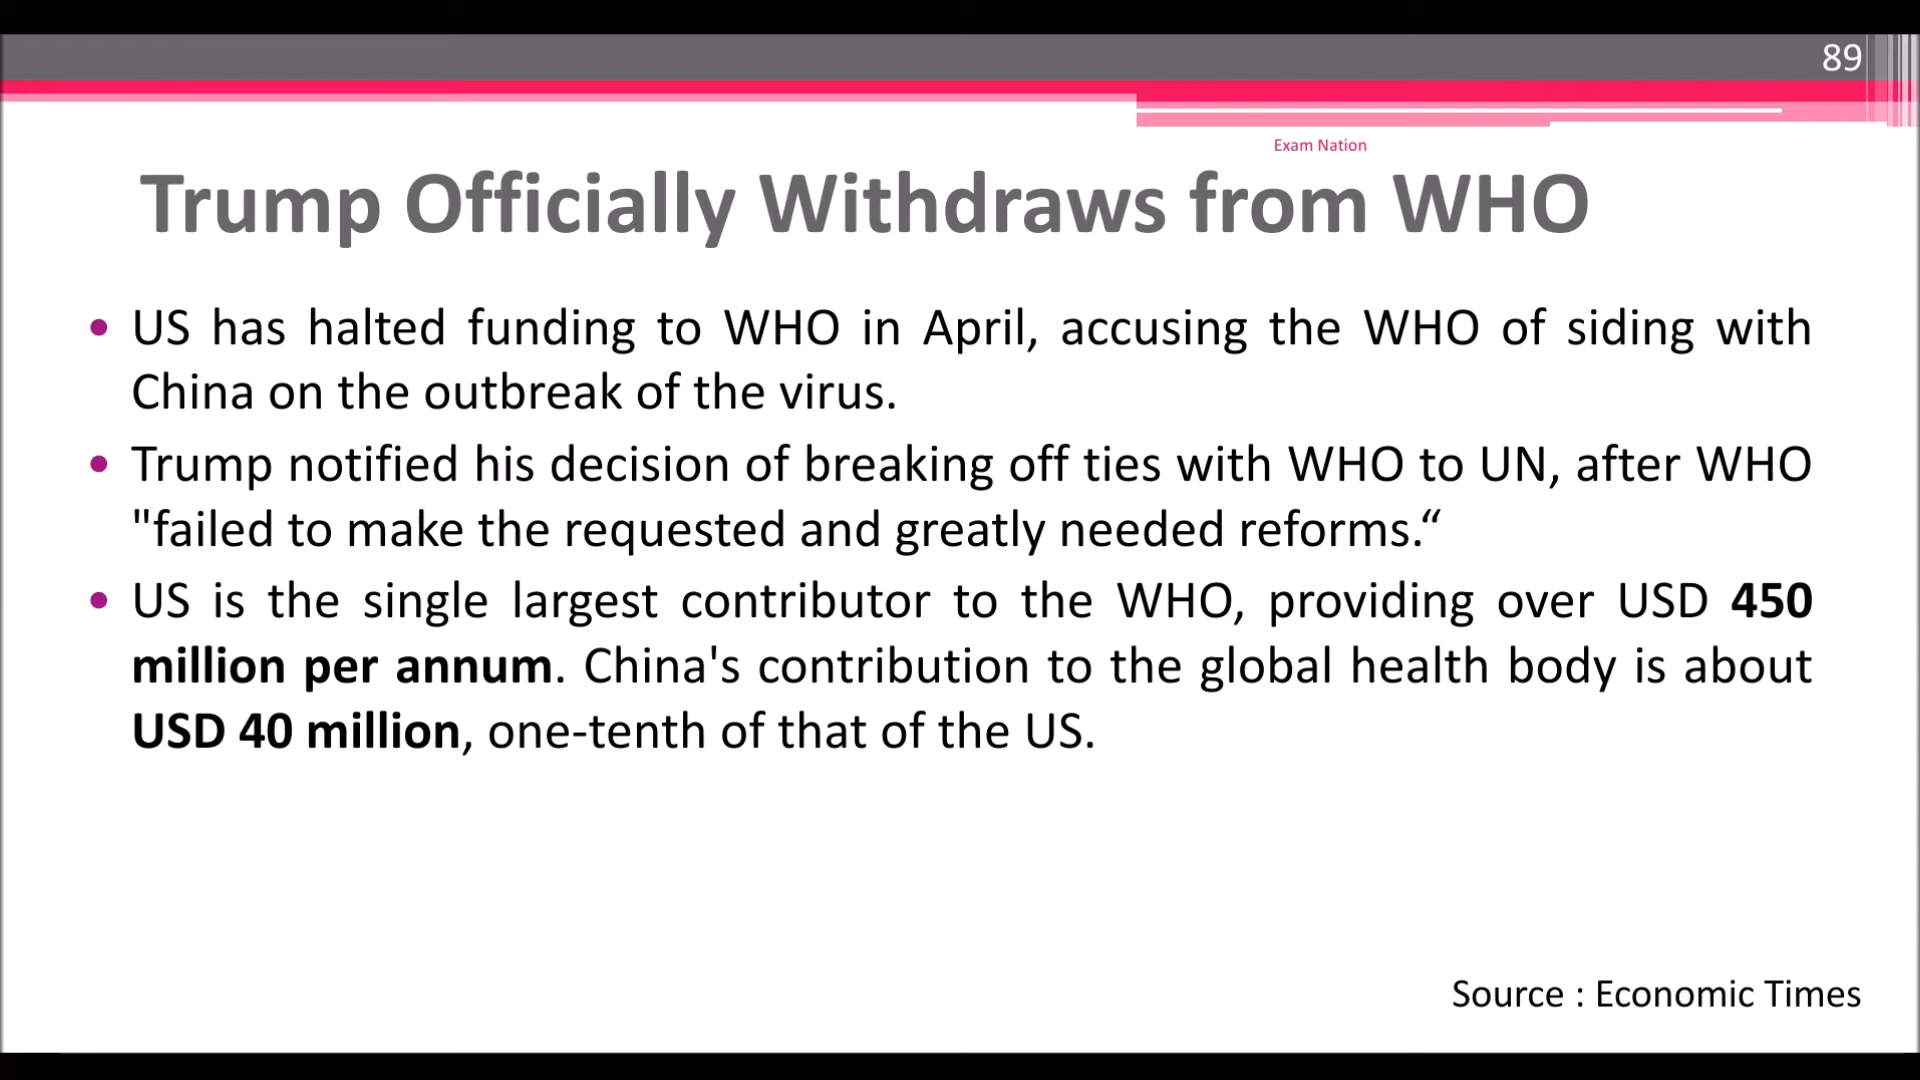 89
Exam Nation
Trump Officially Withdraws from WHO
• US has halted funding to WHO in April, accusing the WHO of siding with
China on the outbreak of the virus.
• Trump notified his decision of breaking off ties with WHO to UN, after WHO
"failed to make the requested and greatly needed reforms.“
• US is the single largest contributor to the WHO, providing over USD 450
million per annum. China's contribution to the global health body is about
USD 40 million, one-tenth of that of the US.
Source : Economic Times